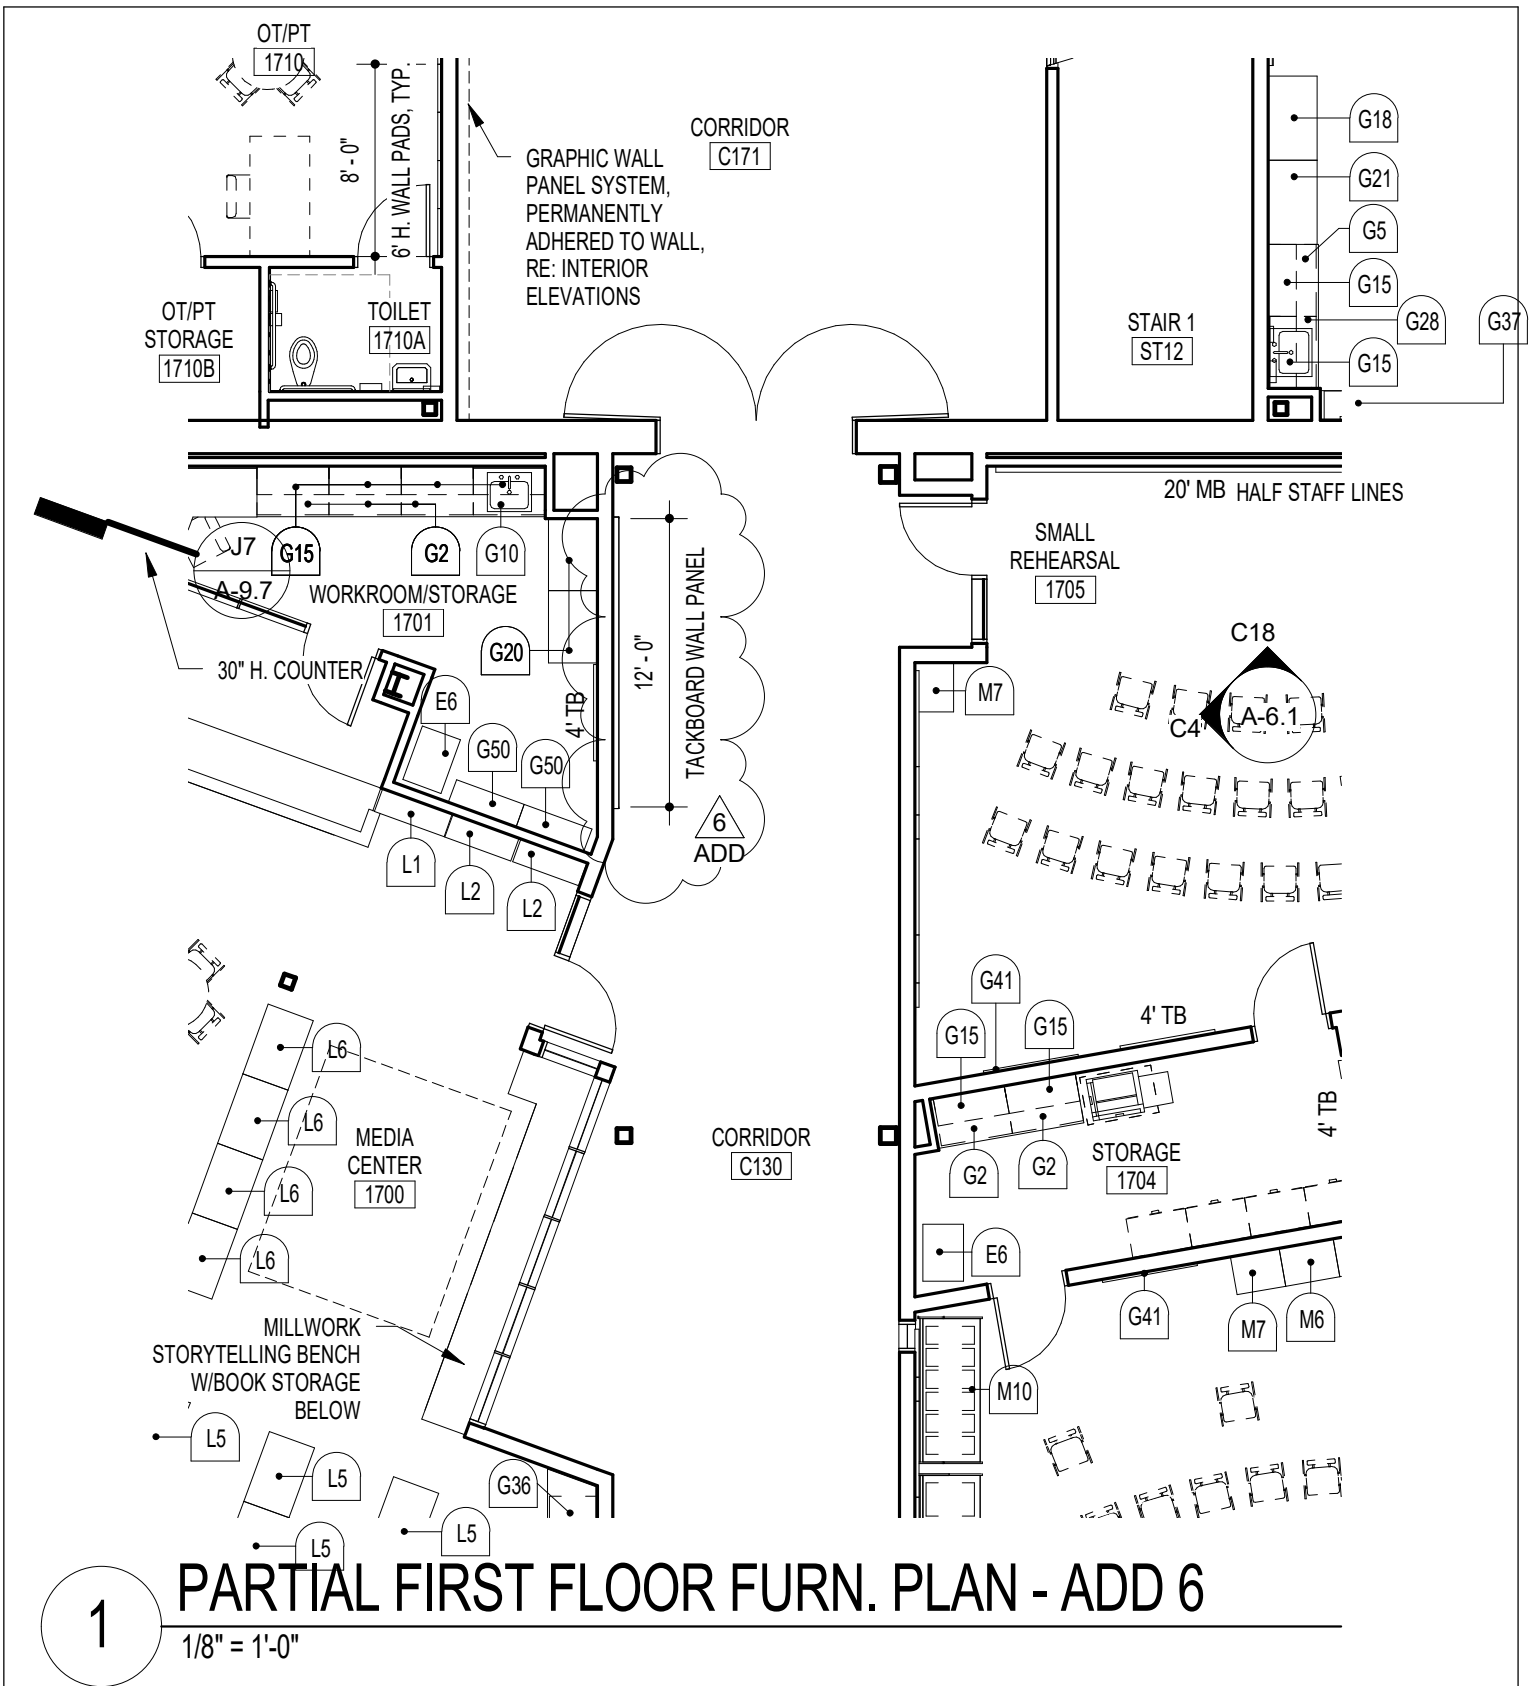 OT/PT
1710
8' - 0"
6' H. WALL PADS, TYP.
GRAPHIC WALL
PANEL SYSTEM,
PERMANENTLY
ADHERED TO WALL,
RE: INTERIOR
ELEVATIONS
CORRIDOR
C171
G18
G21
G5
G15
G28
G37
G15
STAIR 1
ST12
OT/PT
STORAGE
1710B
TOILET
1710A
20' MB
HALF STAFF LINES
J7
A-9.7
G15
G2
G10
WORKROOM/STORAGE
1701
G20
30" H. COUNTER
E6
G50
G50
4' TB
12' - 0"
TACKBOARD WALL PANEL
6
ADD
SMALL
REHEARSAL
1705
M7
C18
C4
A-6.1
L1
L2
L2
G41
G15
G15
4' TB
4' TB
L6
L6
L6
L6
MEDIA
CENTER
1700
CORRIDOR
C130
G2
G2
STORAGE
1704
E6
G41
M7
M6
M10
MILLWORK
STORYTELLING BENCH
W/BOOK STORAGE
BELOW
L5
L5
L5
L5
G36
1
PARTIAL FIRST FLOOR FURN. PLAN - ADD 6
1/8" = 1'-0"